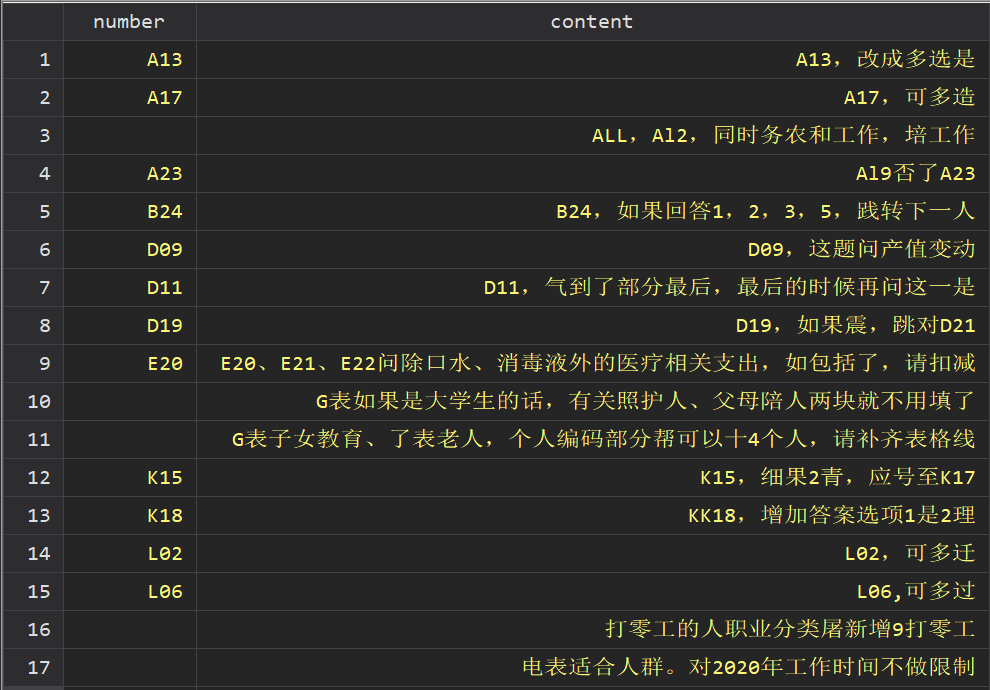 number content
1 A13 A13，改成多选是
2 A17 A17，可多造
3 ALL，Al2，同时务农和工作，培工作
4 A23 Al9否了A23
5 B24 B24，如果回答1，2，3，5，践转下一人
6 D09 D09，这题问产值变动
7 D11 D11，气到了部分最后，最后的时候再问这一是
8 D19 D19，如果震，跳对D21
9 E20 E20、E21、E22问除口水、消毒液外的医疗相关支出，如包括了，请扣减
10 G表如果是大学生的话，有关照护人、父母陪人两块就不用填了
11 G表子女教育、了表老人，个人编码部分帮可以十4个人，请补齐表格线
12 K15 K15，细果2青，应号至K17
13 K18 KK18，增加答案选项1是2理
14 L02 L02，可多迁
15 L06 L06,可多过
16 打零工的人职业分类屠新增9打零工
17 电表适合人群。对2020年工作时间不做限制